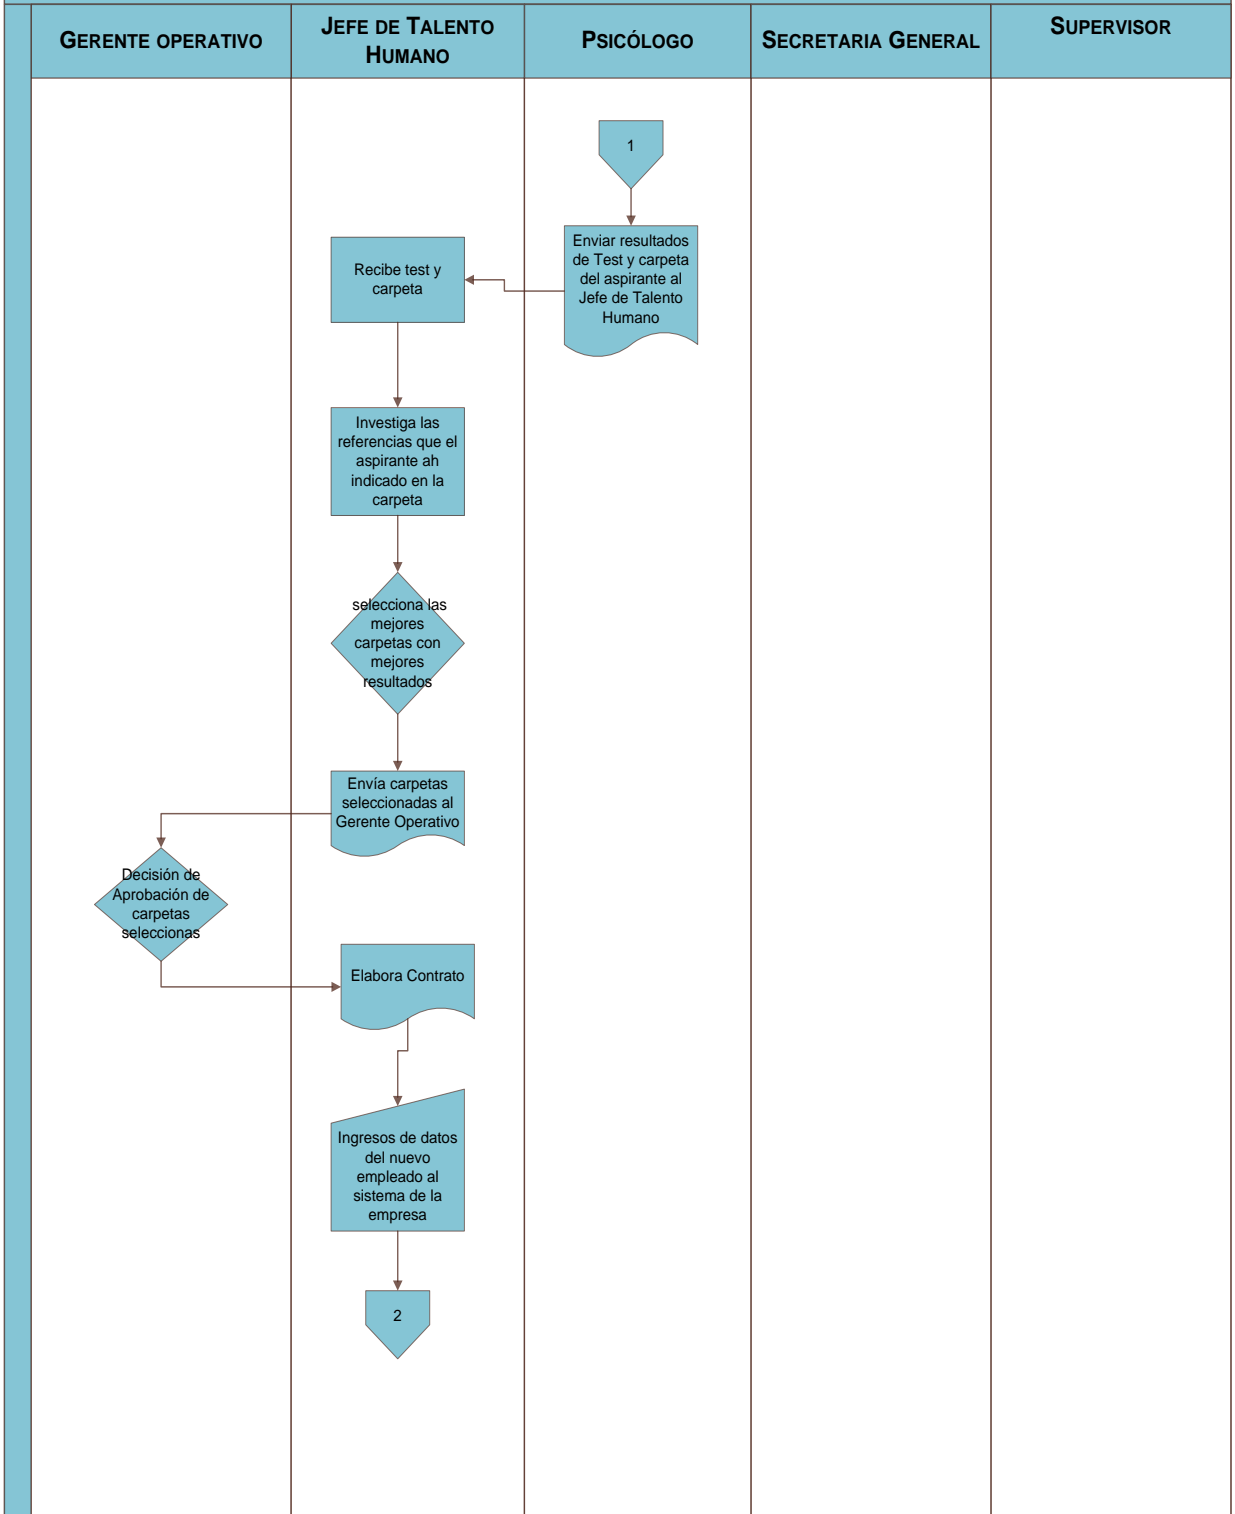 GERENTE OPERATIVO
JEFE DE TALENTO
HUMANO
PSICÓLOGO
SECRETARIA GENERAL
SUPERVISOR
1
Enviar resultados
de Test y carpeta
del aspirante al
Jefe de Talento
Humano
Recibe test y
carpeta
Investiga las
referencias que el
aspirante ah
indicado en la
carpeta
selecciona las
mejores
carpetas con
mejores
resultados
Envía carpetas
seleccionadas al
Gerente Operativo
Decisión de
Aprobación de
carpetas
seleccionas
Elabora Contrato
Ingresos de datos
del nuevo
empleado al
sistema de la
empresa
2